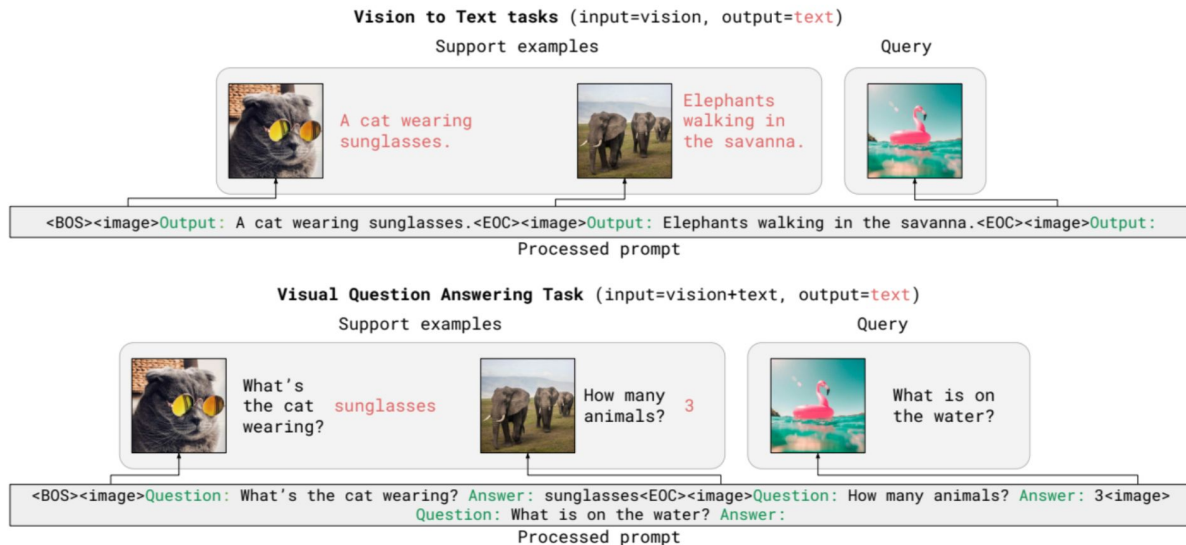 Vision to Text tasks (input=vision, output=text)
Support examples
Query
A cat wearing
sunglasses.
Elephants
walking in
the savanna.
<BOS><image>Output: A cat wearing sunglasses.<EOC><image>Output: Elephants walking in the savanna.<EOC><image>Output:
Processed prompt
Visual Question Answering Task (input=vision+text, output=text)
Support examples
Query
What's
the cat
wearing?
sunglasses
How many
animals?
3
What is on
the water?
<BOS><image>Question: What's the cat wearing? Answer: sunglasses<EOC><image>Question: How many animals? Answer: 3<image>
Question: What is on the water? Answer:
Processed prompt